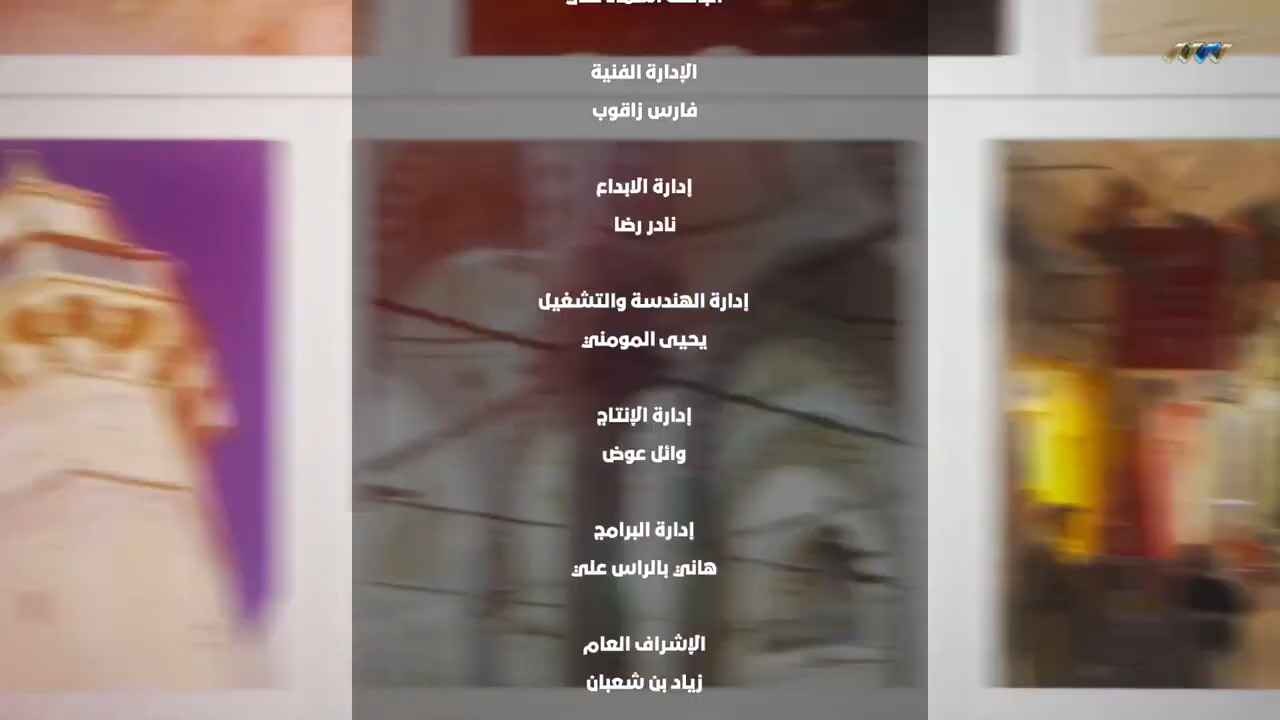 الإدارة الفنية
فارس زاقوب
إدارة الابداع
نادر رضا
إدارة الهندسة والتشغيل
يحيى المومني
إدارة الإنتاج
وائل عوض
إدارة البرامج
هاني بالراس علي
الإشراف العام
زياد بن شعبان